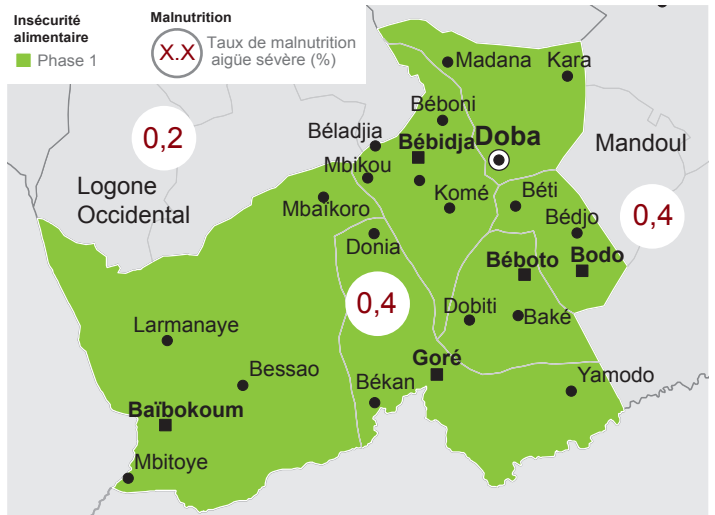 Insécurité
alimentaire
Phase 1
Malnutrition
X.X
Taux de malnutrition
aigüe sévère (%)
Madana
Kara
Béboni
0,2
Béladjia
Bébidja
Doba
Mandoul
Mbikou
Logone
Occidental
Mbaïkoro
Komé
Béti
0,4
Bédjo
Donia
Béboto
Bodo
0,4
Dobiti
Baké
Larmanaye
Goré
Bessao
Békan
Yamodo
Baïbokoum
Mbitoye